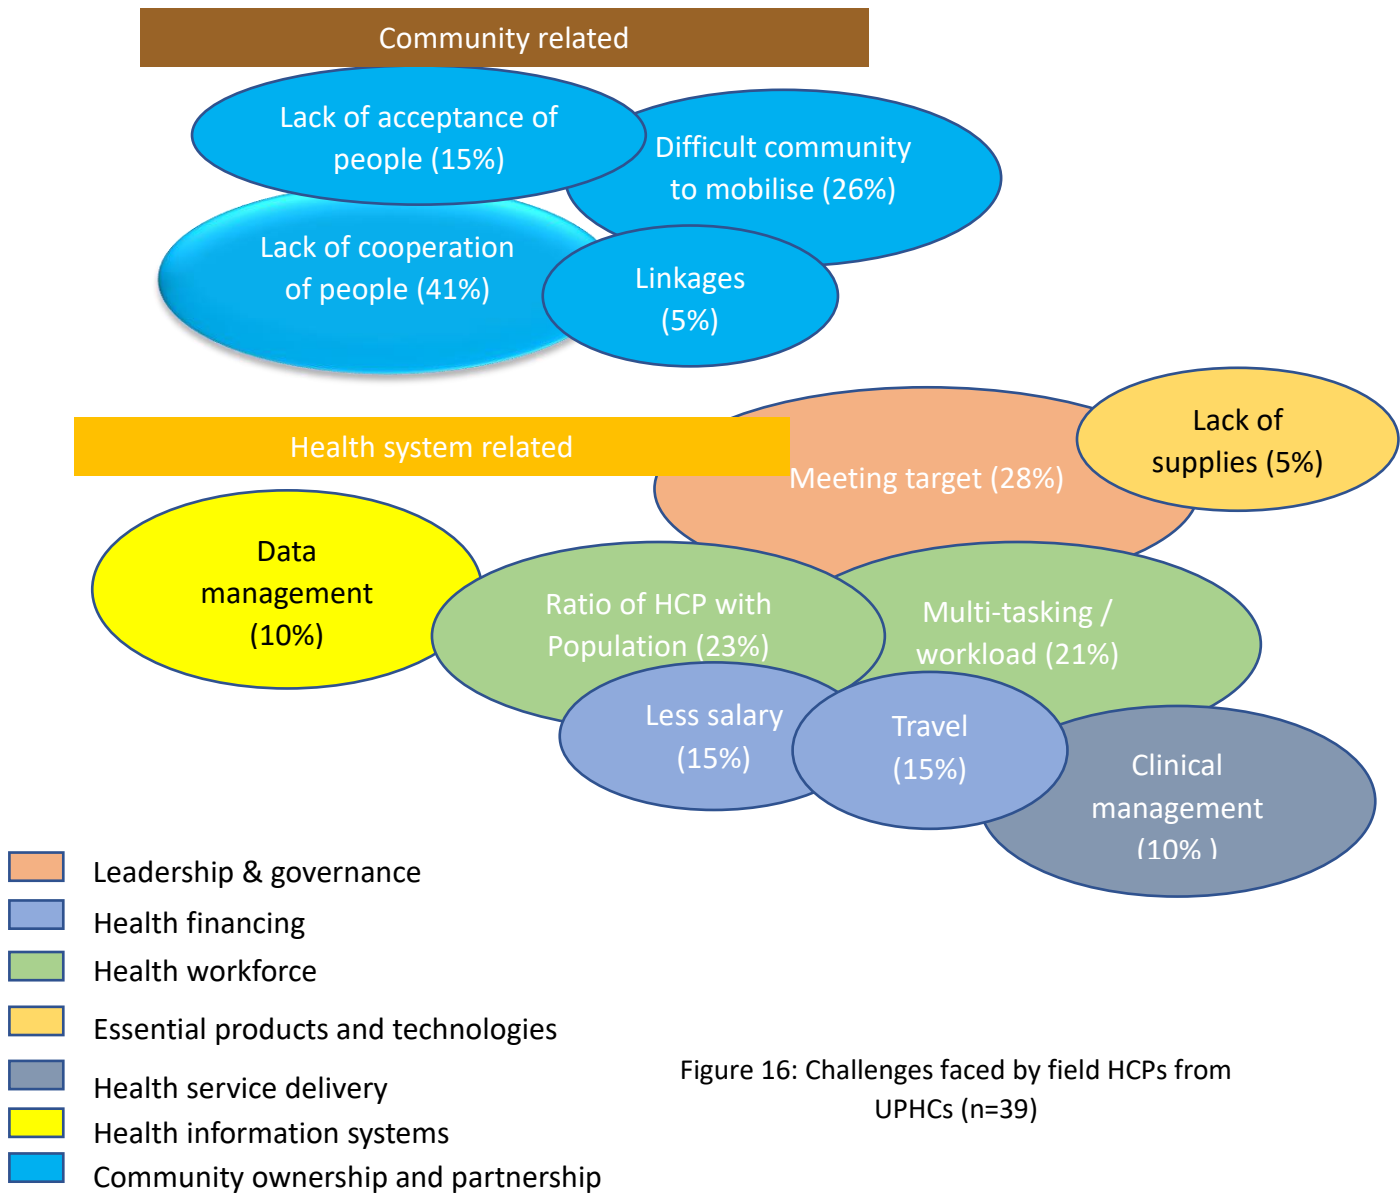 Community related
Lack of acceptance of
people (15%)
Difficult community
to mobilise (26%)
Lack of cooperation
of people (41%)
Linkages
(5%)
Health system related
Meeting target (28%)
Lack of
supplies (5%)
Data
management
(10%)
Ratio of HCP with
Population (23%)
Multi-tasking /
workload (21%)
Less salary
(15%)
Travel
(15%)
Clinical
management
(10% )
Leadership & governance
Health financing
Health workforce
Essential products and technologies
Health service delivery
Health information systems
Community ownership and partnership
Figure 16: Challenges faced by field HCPs from
UPHCs (n=39)